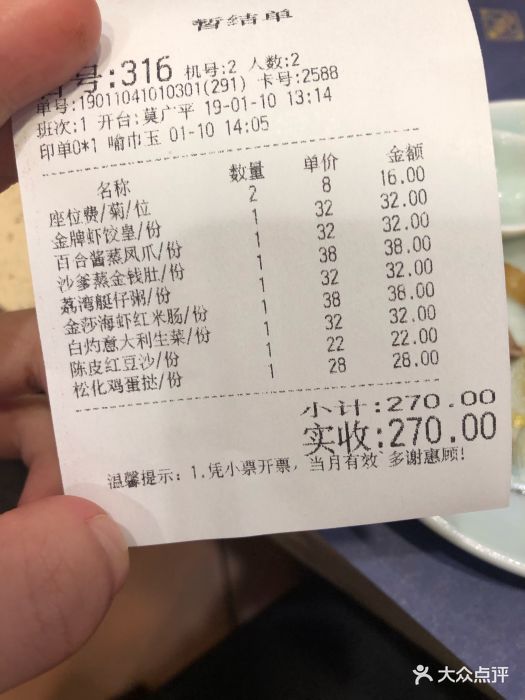 暂结单
号:316 机号:2 人数:2
单号:19011041010301(291) 卡号:2588
班次:1 开台:莫广平 19-01-10 13:14
印单0*1 喻巾玉 01-10 14:05
名称 数量 单价 金额
座位费/菊/位 2 8 16.00
金牌虾饺皇/份 1 32 32.00
百合酱蒸凤爪/份 1 32 32.00
沙爹蒸金钱肚/份 1 38 38.00
荔湾艇仔粥/份 1 32 32.00
金莎海虾红米肠/份 1 38 38.00
白灼意大利生菜/份 1 32 32.00
陈皮红豆沙/份 1 22 22.00
松化鸡蛋挞/份 1 28 28.00
小计:270.00
实收:270.00
温馨提示: 1.凭小票开票, 当月有效 多谢惠顾!
大众点评